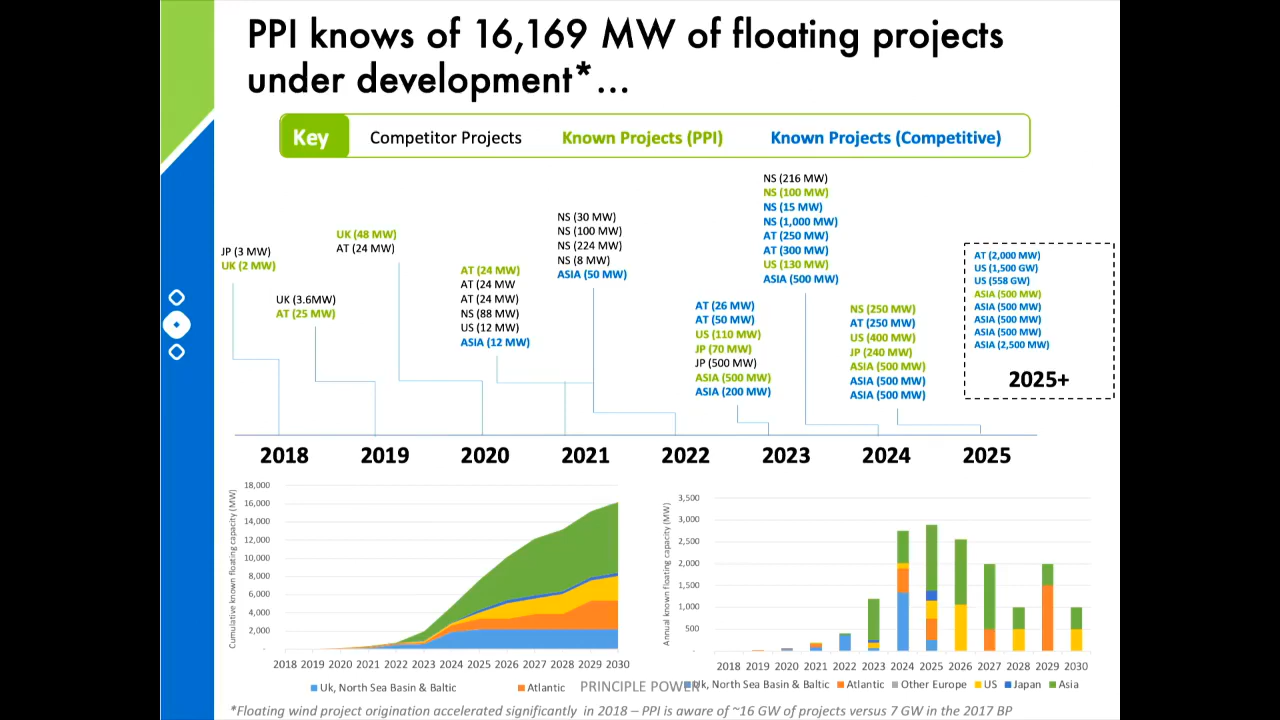 PPI knows of 16,169 MW of floating projects
under development*...
Key
Competitor Projects
Known Projects (PPI)
Known Projects (Competitive)
JP (3 MW)
UK (2 MW)
UK (3.6MW)
AT (25 MW)
UK (48 MW)
AT (24 MW)
AT (24 MW)
AT (24 MW
AT (24 MW)
NS (88 MW)
US (12 MW)
ASIA (12 MW)
NS (30 MW)
NS (100 MW)
NS (224 MW)
NS (8 MW)
ASIA (50 MW)
AT (26 MW)
AT (50 MW)
US (110 MW)
JP (70 MW)
JP (500 MW)
ASIA (500 MW)
ASIA (200 MW)
NS (216 MW)
NS (100 MW)
NS (15 MW)
NS (1,000 MW)
AT (250 MW)
AT (300 MW)
US (130 MW)
ASIA (500 MW)
NS (250 MW)
AT (250 MW)
US (400 MW)
JP (240 MW)
ASIA (500 MW)
ASIA (500 MW)
ASIA (500 MW)
AT (2,000 MW)
US (1,500 GW)
US (558 GW)
ASIA (500 MW)
ASIA (500 MW)
ASIA (500 MW)
ASIA (500 MW)
ASIA (2,500 MW)
2025+
2018 2019 2020 2021 2022 2023 2024 2025
Cumulative known floating capacity (MW)
18,000
16,000
14,000
12,000
10,000
8,000
6,000
4,000
2,000
-
2018 2019 2020 2021 2022 2023 2024 2025 2026 2027 2028 2029 2030
Uk, North Sea Basin & Baltic
Atlantic
Annual known floating capacity (MW)
3,500
3,000
2,500
2,000
1,500
1,000
500
-
2018 2019 2020 2021 2022 2023 2024 2025 2026 2027 2028 2029 2030
Uk, North Sea Basin & Baltic
Atlantic
Other Europe
US
Japan
Asia
PRINCIPLE POWER
*Floating wind project origination accelerated significantly in 2018 – PPI is aware of ~16 GW of projects versus 7 GW in the 2017 BP